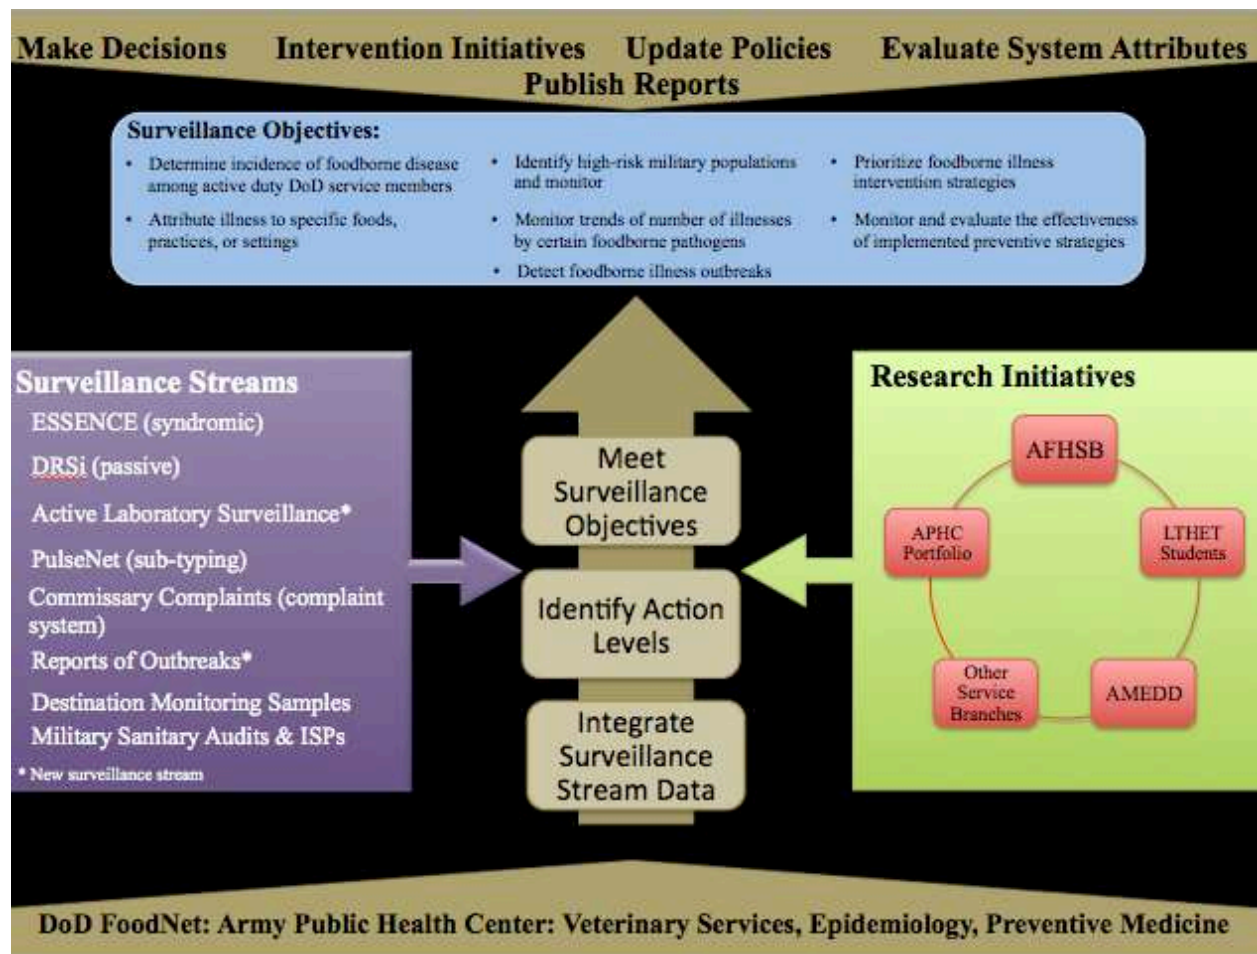 Make Decisions Intervention Initiatives Update Policies Evaluate System Attributes
Publish Reports
Surveillance Objectives:
• Determine incidence of foodborne disease
among active duty DoD service members
• Attribute illness to specific foods,
practices, or settings
• Identify high-risk military populations
and monitor
• Monitor trends of number of illnesses
by certain foodborne pathogens
• Detect foodborne illness outbreaks
• Prioritize foodborne illness
intervention strategies
• Monitor and evaluate the effectiveness
of implemented preventive strategies
Surveillance Streams
ESSENCE (syndromic)
DRSi (passive)
Active Laboratory Surveillance*
PulseNet (sub-typing)
Commissary Complaints (complaint
system)
Reports of Outbreaks*
Destination Monitoring Samples
Military Sanitary Audits & ISPs
* New surveillance stream
Meet
Surveillance
Objectives
Identify Action
Levels
Integrate
Surveillance
Stream Data
Research Initiatives
AFHSB
APHC
Portfolio
LTHET
Students
Other
Service
Branches
AMEDD
DoD FoodNet: Army Public Health Center: Veterinary Services, Epidemiology, Preventive Medicine